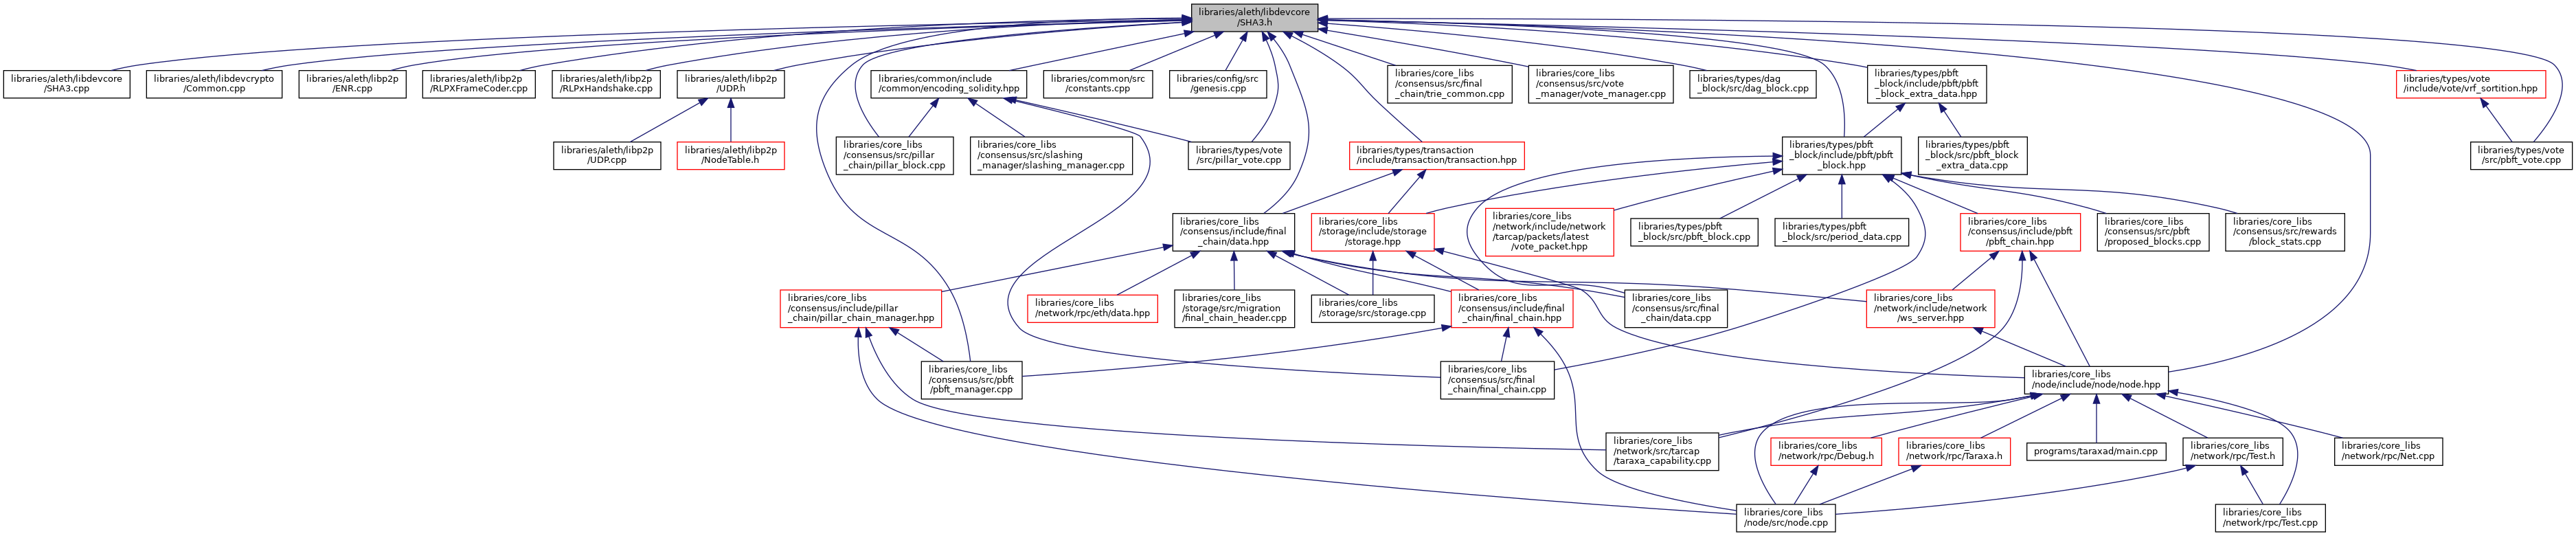 libraries/aleth/libdevcore
/SHA3.h
libraries/aleth/libdevcore
/SHA3.cpp
libraries/aleth/libdevcrypto
/Common.cpp
libraries/aleth/libp2p
/ENR.cpp
libraries/aleth/libp2p
/RLPXFrameCoder.cpp
libraries/aleth/libp2p
/RLPxHandshake.cpp
libraries/aleth/libp2p
/UDP.h
libraries/common/include
/common/encoding_solidity.hpp
libraries/common/src
/constants.cpp
libraries/config/src
/genesis.cpp
libraries/core_libs
/consensus/src/final
_chain/trie_common.cpp
libraries/core_libs
/consensus/src/vote
_manager/vote_manager.cpp
libraries/types/dag
_block/src/dag_block.cpp
libraries/types/pbft
_block/include/pbft/pbft
_block_extra_data.hpp
libraries/types/vote
/include/vote/vrf_sortition.hpp
libraries/aleth/libp2p
/UDP.cpp
libraries/aleth/libp2p
/NodeTable.h
libraries/core_libs
/consensus/src/pillar
_chain/pillar_block.cpp
libraries/core_libs
/consensus/src/slashing
_manager/slashing_manager.cpp
libraries/types/vote
/src/pillar_vote.cpp
libraries/types/transaction
/include/transaction/transaction.hpp
libraries/types/pbft
_block/include/pbft/pbft
_block.hpp
libraries/types/pbft
_block/src/pbft_block
_extra_data.cpp
libraries/types/vote
/src/pbft_vote.cpp
libraries/core_libs
/consensus/include/final
_chain/data.hpp
libraries/core_libs
/storage/include/storage
/storage.hpp
libraries/core_libs
/network/include/network
/tarcap/packets/latest
/vote_packet.hpp
libraries/types/pbft
_block/src/pbft_block.cpp
libraries/types/pbft
_block/src/period_data.cpp
libraries/core_libs
/consensus/include/pbft
/pbft_chain.hpp
libraries/core_libs
/consensus/src/pbft
/proposed_blocks.cpp
libraries/core_libs
/consensus/src/rewards
/block_stats.cpp
libraries/core_libs
/consensus/include/pillar
_chain/pillar_chain_manager.hpp
libraries/core_libs
/network/rpc/eth/data.hpp
libraries/core_libs
/storage/src/migration
/final_chain_header.cpp
libraries/core_libs
/storage/src/storage.cpp
libraries/core_libs
/consensus/include/final
_chain/final_chain.hpp
libraries/core_libs
/consensus/src/final
_chain/data.cpp
libraries/core_libs
/network/include/network
/ws_server.hpp
libraries/core_libs
/consensus/src/pbft
/pbft_manager.cpp
libraries/core_libs
/consensus/src/final
_chain/final_chain.cpp
libraries/core_libs
/node/include/node/node.hpp
libraries/core_libs
/network/src/tarcap
/taraxa_capability.cpp
libraries/core_libs
/network/rpc/Debug.h
libraries/core_libs
/network/rpc/Taraxa.h
programs/taraxad/main.cpp
libraries/core_libs
/network/rpc/Test.h
libraries/core_libs
/network/rpc/Net.cpp
libraries/core_libs
/node/src/node.cpp
libraries/core_libs
/network/rpc/Test.cpp